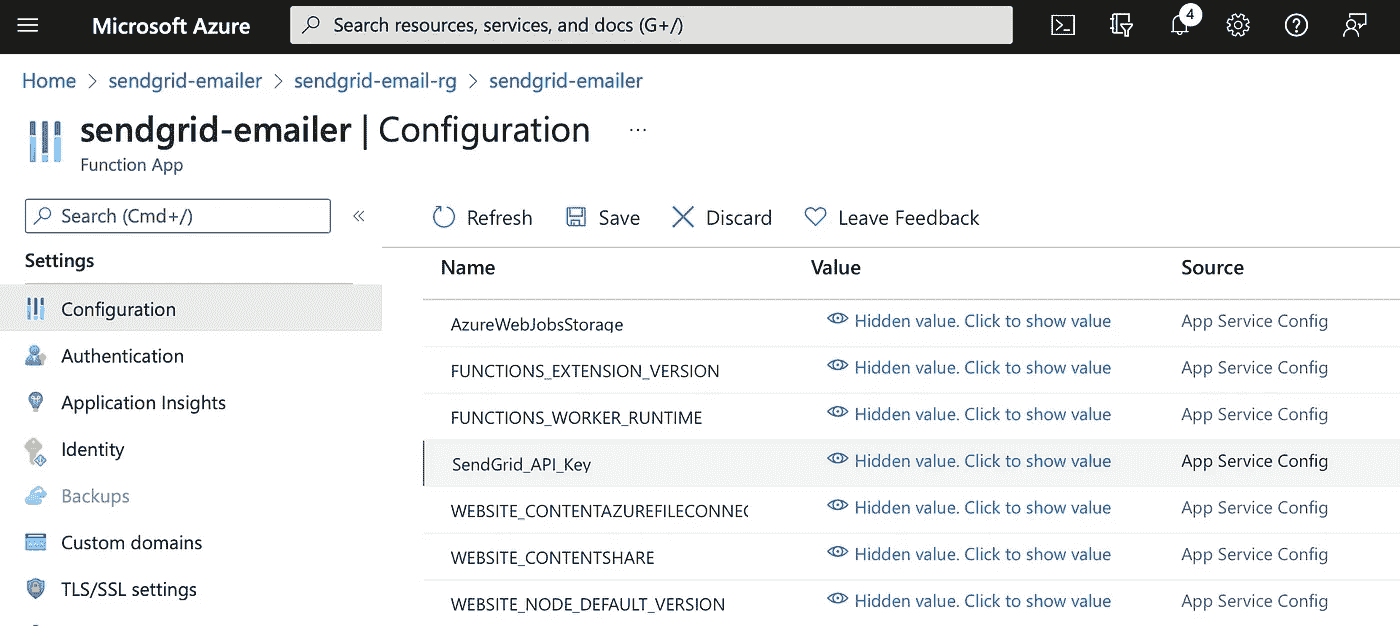 Microsoft Azure
Search resources, services, and docs (G+/)
4
Home > sendgrid-emailer > sendgrid-email-rg > sendgrid-emailer
sendgrid-emailer | Configuration ...
Function App
Search (Cmd+/)
«
Refresh Save Discard Leave Feedback
Settings
Configuration
Authentication
Application Insights
Identity
Backups
Custom domains
TLS/SSL settings
Name Value Source
AzureWebJobsStorage Hidden value. Click to show value App Service Config
FUNCTIONS_EXTENSION_VERSION Hidden value. Click to show value App Service Config
FUNCTIONS_WORKER_RUNTIME Hidden value. Click to show value App Service Config
SendGrid_API_Key Hidden value. Click to show value App Service Config
WEBSITE_CONTENTAZUREFILECONNEC Hidden value. Click to show value App Service Config
WEBSITE_CONTENTSHARE Hidden value. Click to show value App Service Config
WEBSITE_NODE_DEFAULT_VERSION Hidden value. Click to show value App Service Config